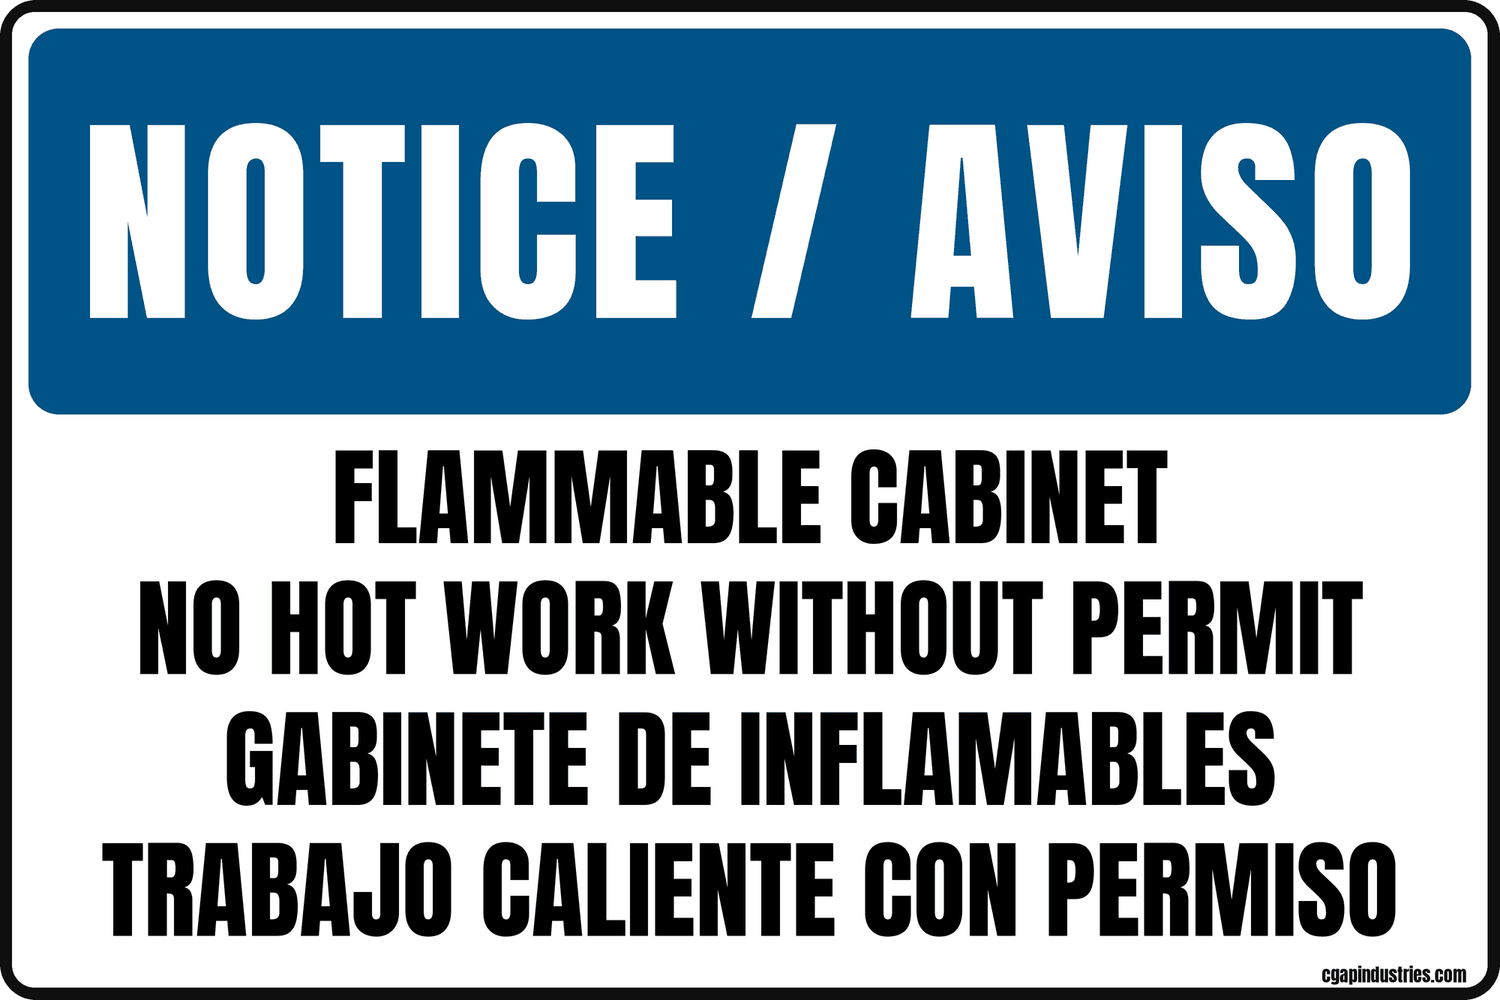 NOTICE / AVISO
FLAMMABLE CABINET
NO HOT WORK WITHOUT PERMIT
GABINETE DE INFLAMABLES
TRABAJO CALIENTE CON PERMISO
cgapindustries.com